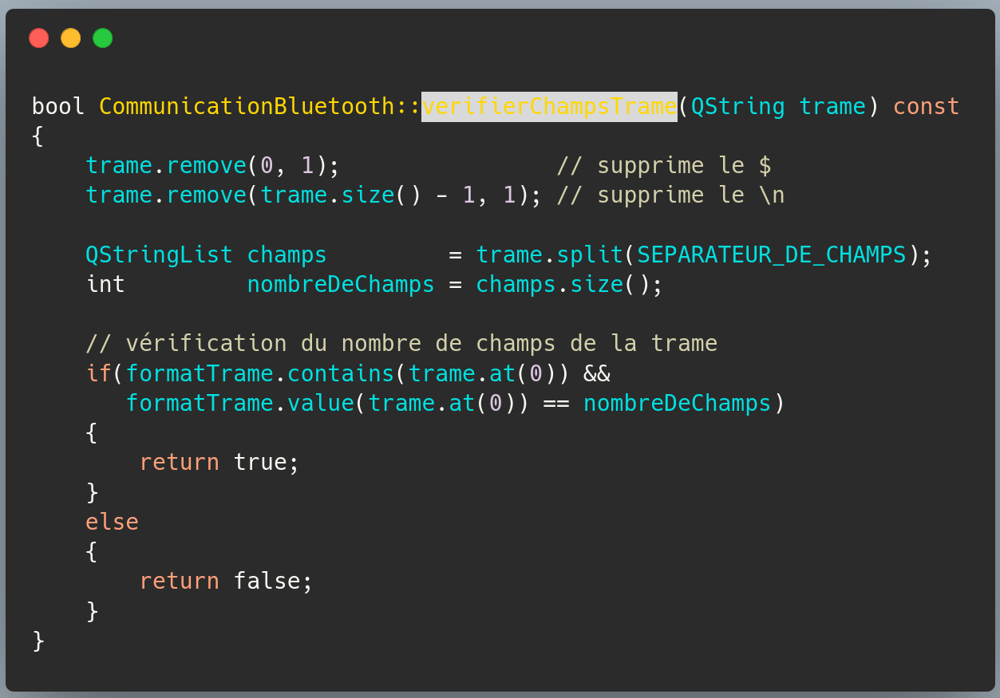 bool CommunicationBluetooth::verifierChampsTrame(QString trame) const
{
    trame.remove(0, 1);                // supprime le $
    trame.remove(trame.size() - 1, 1); // supprime le \n

    QStringList champs         = trame.split(SEPARATEUR_DE_CHAMPS);
    int         nombreDeChamps = champs.size();

    // vérification du nombre de champs de la trame
    if(formatTrame.contains(trame.at(0)) &&
       formatTrame.value(trame.at(0)) == nombreDeChamps)
    {
        return true;
    }
    else
    {
        return false;
    }
}